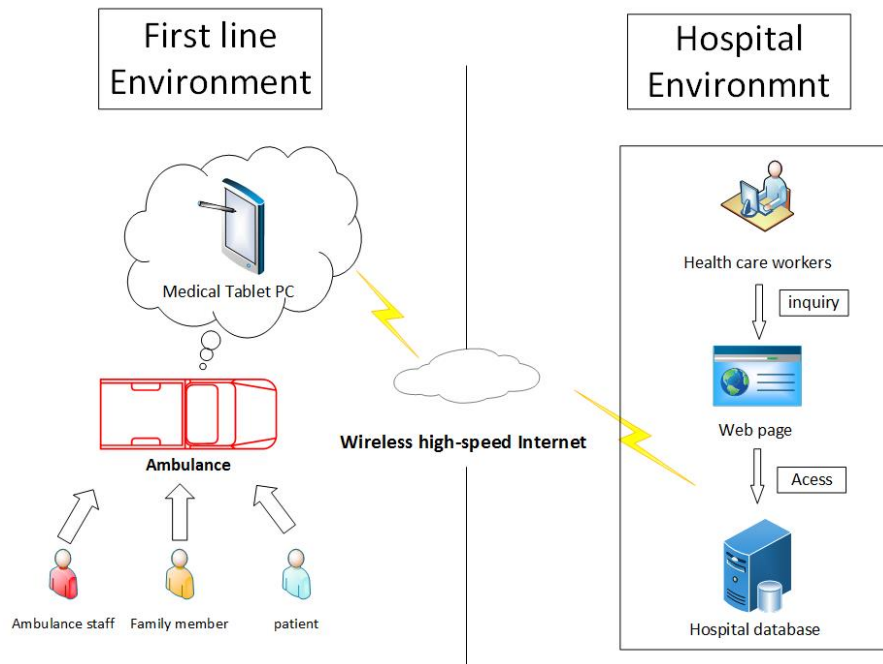 First line
Environment
Hospital
Environmnt
Medical Tablet PC
Ambulance
Ambulance staff
Family member
patient
Wireless high-speed Internet
Health care workers
inquiry
Web page
Acess
Hospital database